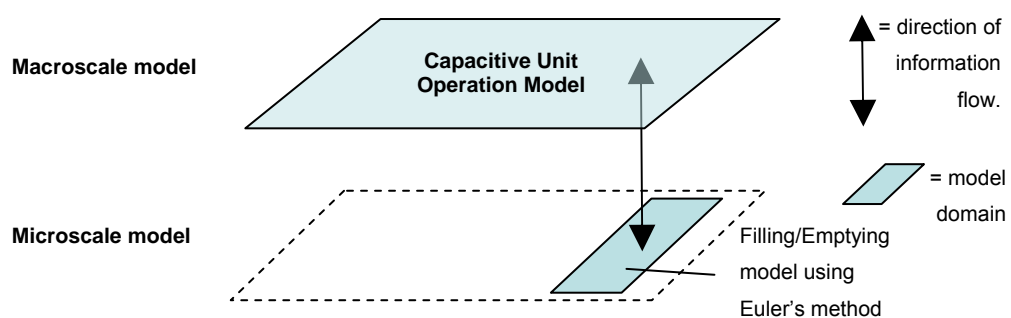 Macroscale model
Capacitive Unit
Operation Model
= direction of
information
flow.
= model
domain
Microscale model
Filling/Emptying
model using
Euler's method